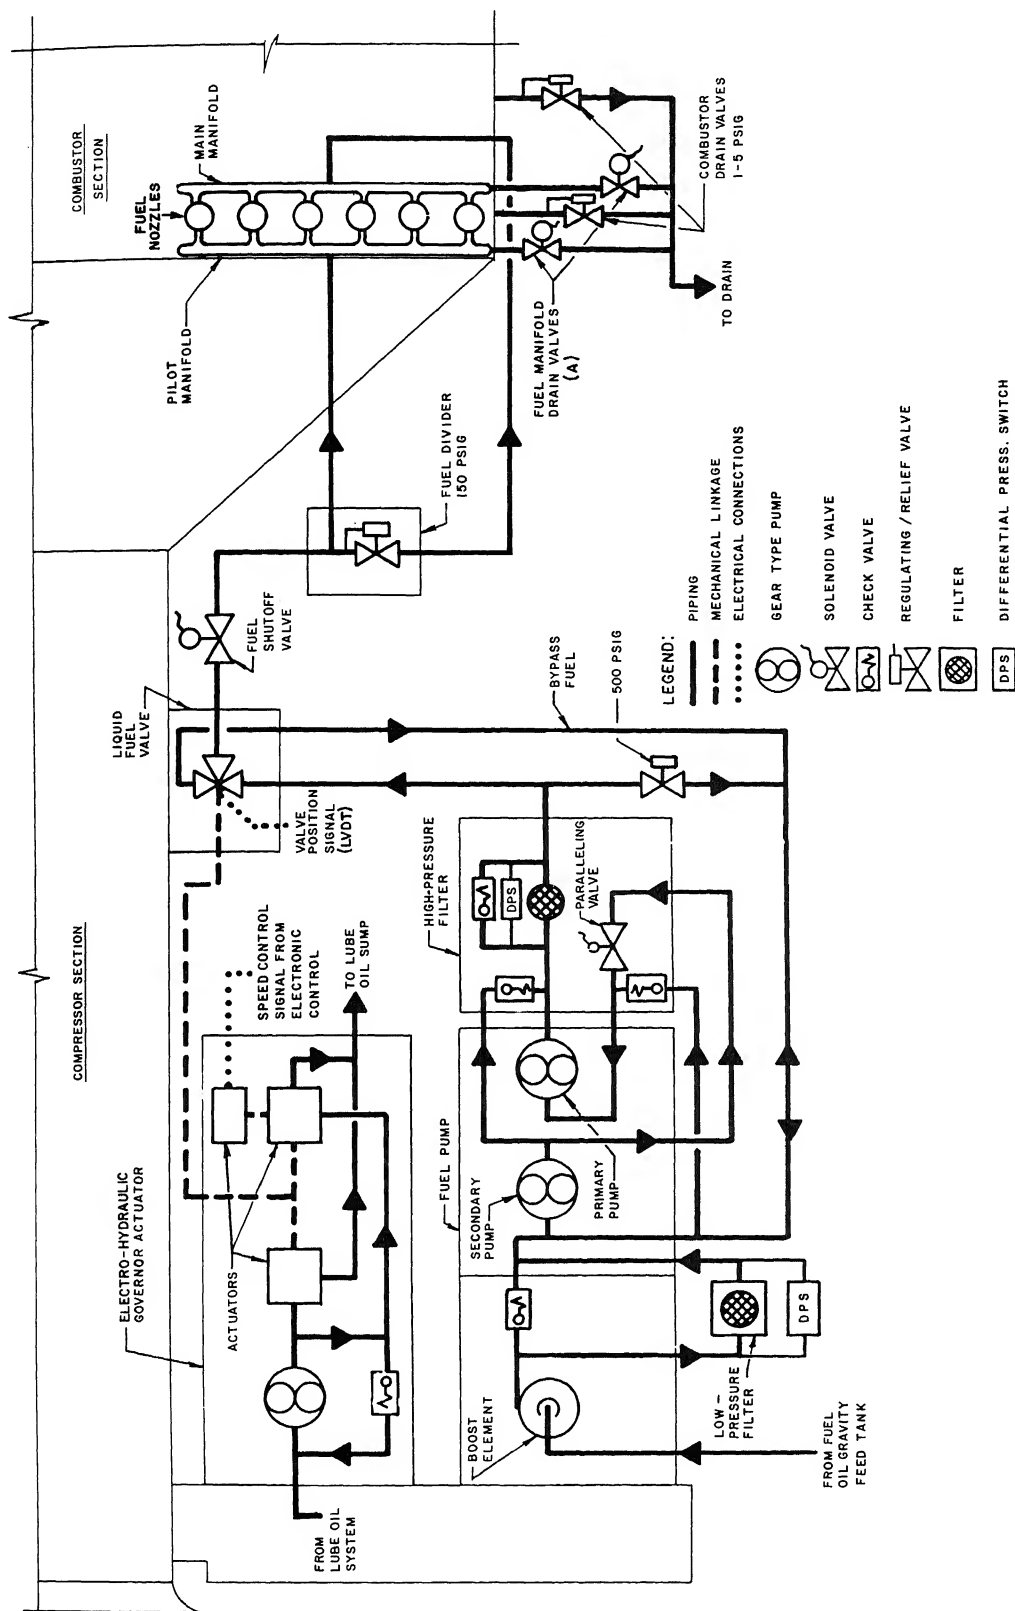 COMPRESSOR SECTION
COMBUSTOR
SECTION
MAIN
MANIFOLD
FUEL
NOZZLES
PILOT
MANIFOLD
COMBUSTOR
DRAIN VALVES
1-5 PSIG
TO DRAIN
FUEL MANIFOLD
DRAIN VALVES
(A)
FUEL DIVIDER
150 PSIG
FUEL
SHUTOFF
VALVE
LIQUID
FUEL
VALVE
VALVE
POSITION
SIGNAL
(LVDT)
SPEED CONTROL
SIGNAL FROM
ELECTRONIC
CONTROL
TO LUBE
OIL SUMP
ELECTRO-HYDRAULIC
GOVERNOR ACTUATOR
ACTUATORS
FROM
LUBE OIL
SYSTEM
BYPASS
FUEL
500 PSIG
HIGH-PRESSURE
FILTER
DPS
PARALLELING
VALVE
FUEL PUMP
SECONDARY
PUMP
PRIMARY
PUMP
BOOST
ELEMENT
LOW-
PRESSURE
FILTER
DPS
FROM FUEL
OIL GRAVITY
FEED TANK
LEGEND:
PIPING
MECHANICAL LINKAGE
ELECTRICAL CONNECTIONS
GEAR TYPE PUMP
SOLENOID VALVE
CHECK VALVE
REGULATING/RELIEF VALVE
FILTER
DPS
DIFFERENTIAL PRESS. SWITCH